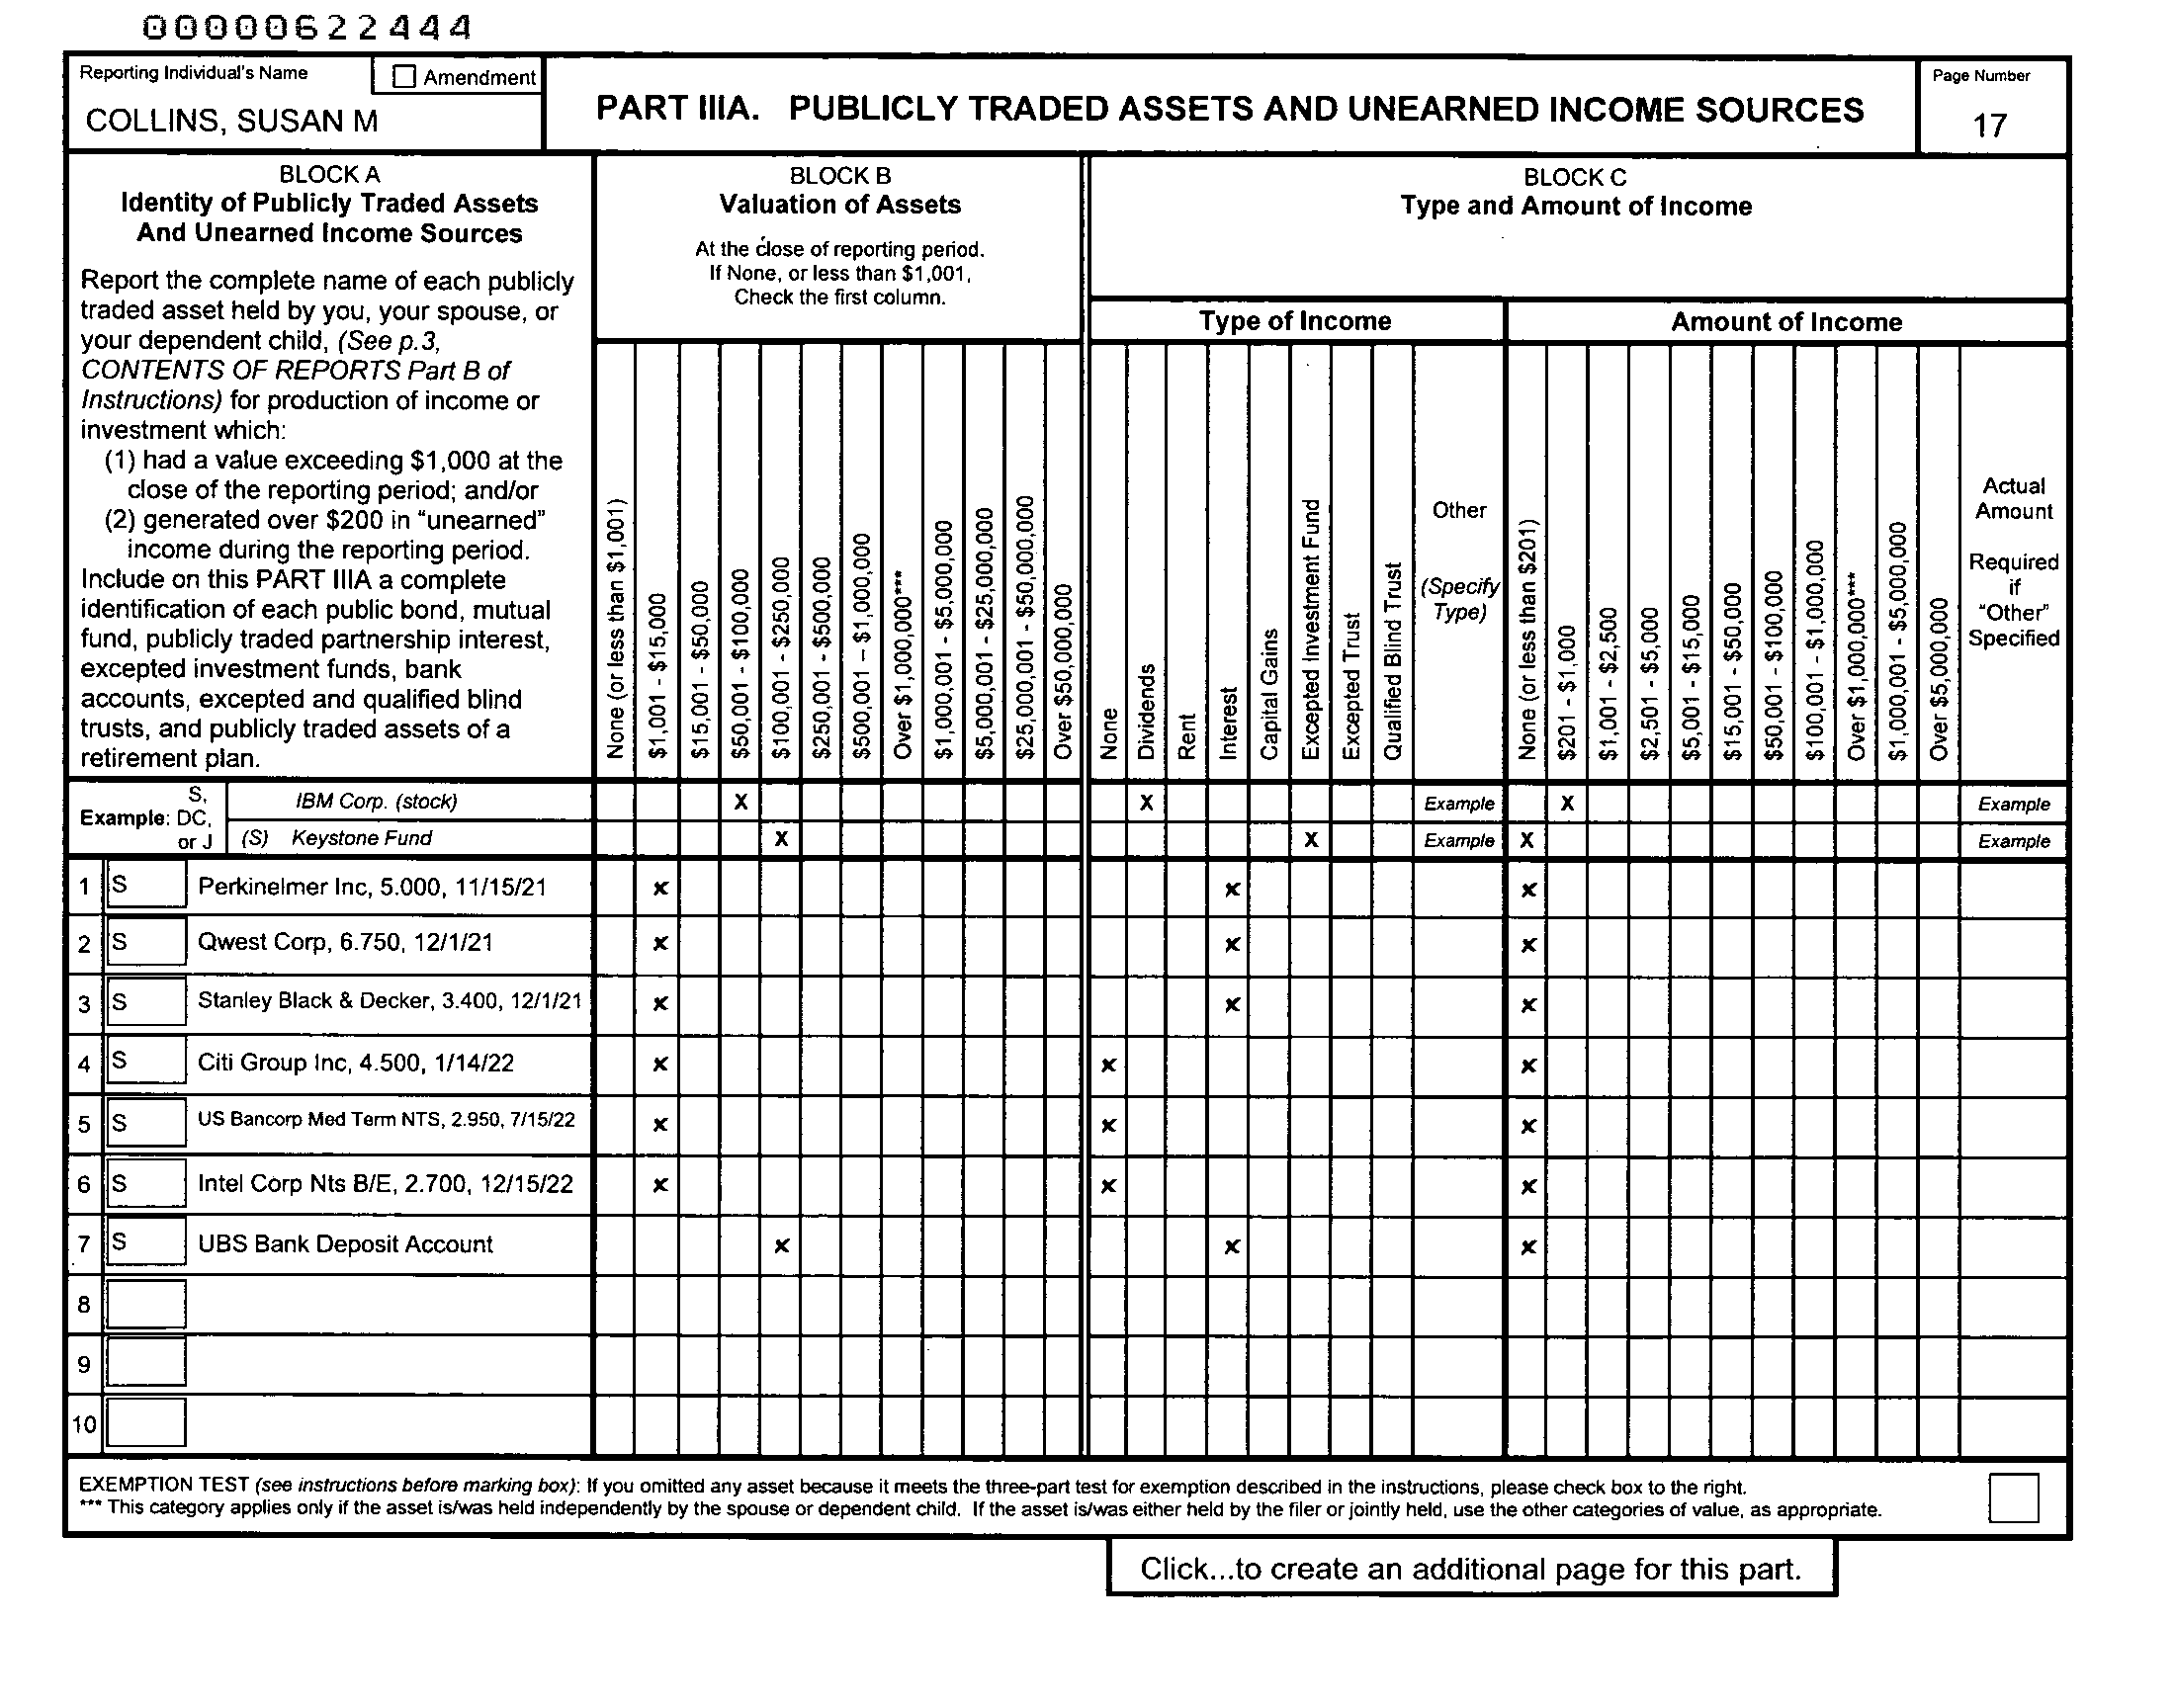 00000622444
Reporting Individual's Name
Amendment
COLLINS, SUSAN M
PART IIIA. PUBLICLY TRADED ASSETS AND UNEARNED INCOME SOURCES
Page Number
17
BLOCK A
Identity of Publicly Traded Assets
And Unearned Income Sources
Report the complete name of each publicly
traded asset held by you, your spouse, or
your dependent child, (See p.3,
CONTENTS OF REPORTS Part B of
Instructions) for production of income or
investment which:
(1) had a value exceeding $1,000 at the
close of the reporting period; and/or
(2) generated over $200 in "unearned"
income during the reporting period.
Include on this PART IIIA a complete
identification of each public bond, mutual
fund, publicly traded partnership interest,
excepted investment funds, bank
accounts, excepted and qualified blind
trusts, and publicly traded assets of a
retirement plan.
BLOCK B
Valuation of Assets
At the close of reporting period.
If None, or less than $1,001,
Check the first column.
None (or less than $1,001)
$1,001 - $15,000
$15,001 - $50,000
$50,001 - $100,000
$100,001 - $250,000
$250,001 - $500,000
$500,001 – $1,000,000
Over $1,000,000***
$1,000,001 - $5,000,000
$5,000,001 - $25,000,000
$25,000,001 - $50,000,000
Over $50,000,000
BLOCK C
Type and Amount of Income
Type of Income
None
Dividends
Rent
Interest
Capital Gains
Excepted Investment Fund
Excepted Trust
Qualified Blind Trust
Other
(Specify
Type)
Amount of Income
None (or less than $201)
$201 - $1,000
$1,001 - $2,500
$2,501 - $5,000
$5,001 - $15,000
$15,001 - $50,000
$50,001 - $100,000
$100,001 - $1,000,000
Over $1,000,000***
$1,000,001 - $5,000,000
Over $5,000,000
Actual
Amount
Required
if
"Other"
Specified
Example: S, DC, or J
IBM Corp. (stock) X X Example X Example
(S) Keystone Fund X X Example X Example
1 S Perkinelmer Inc, 5.000, 11/15/21 x x x
2 S Qwest Corp, 6.750, 12/1/21 x x x
3 S Stanley Black & Decker, 3.400, 12/1/21 x x x
4 S Citi Group Inc, 4.500, 1/14/22 x x x
5 S US Bancorp Med Term NTS, 2.950, 7/15/22 x x x
6 S Intel Corp Nts B/E, 2.700, 12/15/22 x x x
7 S UBS Bank Deposit Account x x x
8
9
10
EXEMPTION TEST (see instructions before marking box): If you omitted any asset because it meets the three-part test for exemption described in the instructions, please check box to the right.
*** This category applies only if the asset is/was held independently by the spouse or dependent child. If the asset is/was either held by the filer or jointly held, use the other categories of value, as appropriate.
Click...to create an additional page for this part.